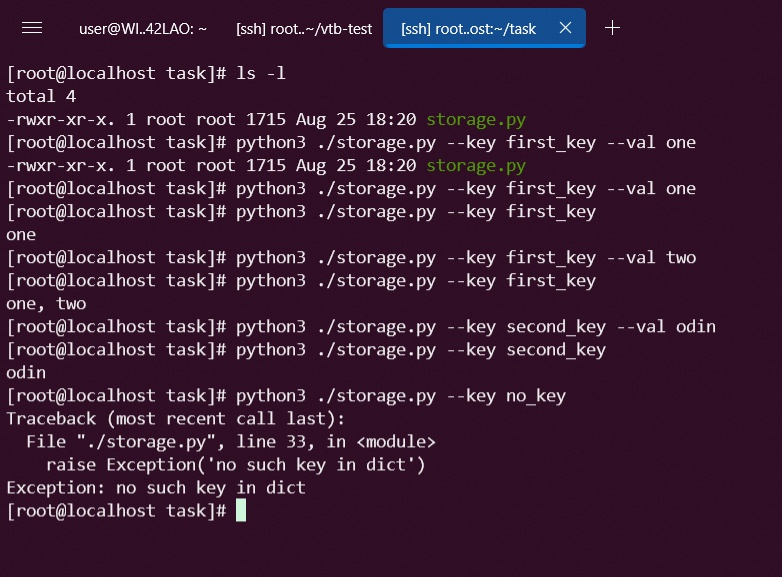 user@WI..42LAO: ~ [ssh] root..~/vtb-test [ssh] root..ost:~/task
[root@localhost task]# ls -l
total 4
-rwxr-xr-x. 1 root root 1715 Aug 25 18:20 storage.py
[root@localhost task]# python3 ./storage.py --key first_key --val one
-rwxr-xr-x. 1 root root 1715 Aug 25 18:20 storage.py
[root@localhost task]# python3 ./storage.py --key first_key --val one
[root@localhost task]# python3 ./storage.py --key first_key
one
[root@localhost task]# python3 ./storage.py --key first_key --val two
[root@localhost task]# python3 ./storage.py --key first_key
one, two
[root@localhost task]# python3 ./storage.py --key second_key --val odin
[root@localhost task]# python3 ./storage.py --key second_key
odin
[root@localhost task]# python3 ./storage.py --key no_key
Traceback (most recent call last):
  File "./storage.py", line 33, in <module>
    raise Exception('no such key in dict')
Exception: no such key in dict
[root@localhost task]#